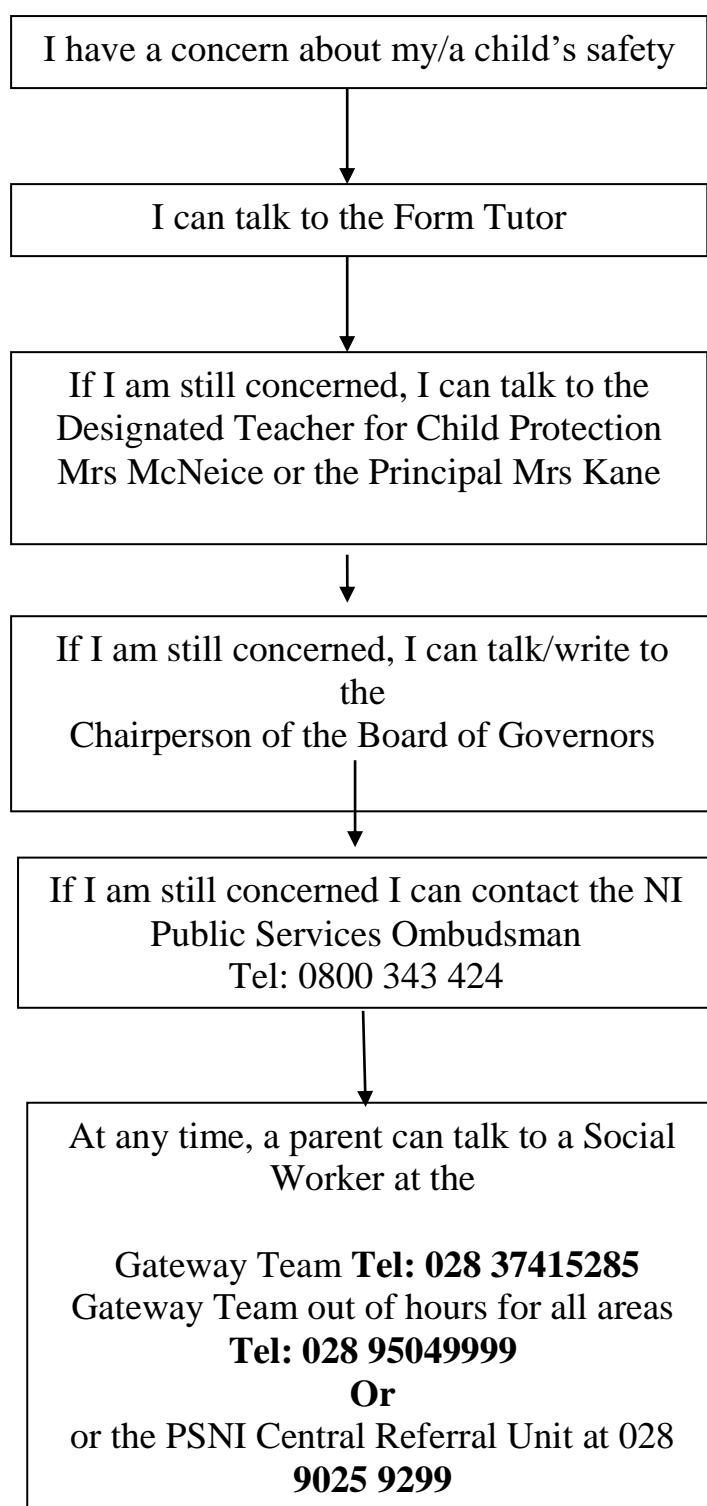 I have a concern about my/a child’s safety
I can talk to the Form Tutor
If I am still concerned, I can talk to the
Designated Teacher for Child Protection
Mrs McNeice or the Principal Mrs Kane
If I am still concerned, I can talk/write to
the
Chairperson of the Board of Governors
If I am still concerned I can contact the NI
Public Services Ombudsman
Tel: 0800 343 424
At any time, a parent can talk to a Social
Worker at the
Gateway Team Tel: 028 37415285
Gateway Team out of hours for all areas
Tel: 028 95049999
Or
or the PSNI Central Referral Unit at 028
9025 9299